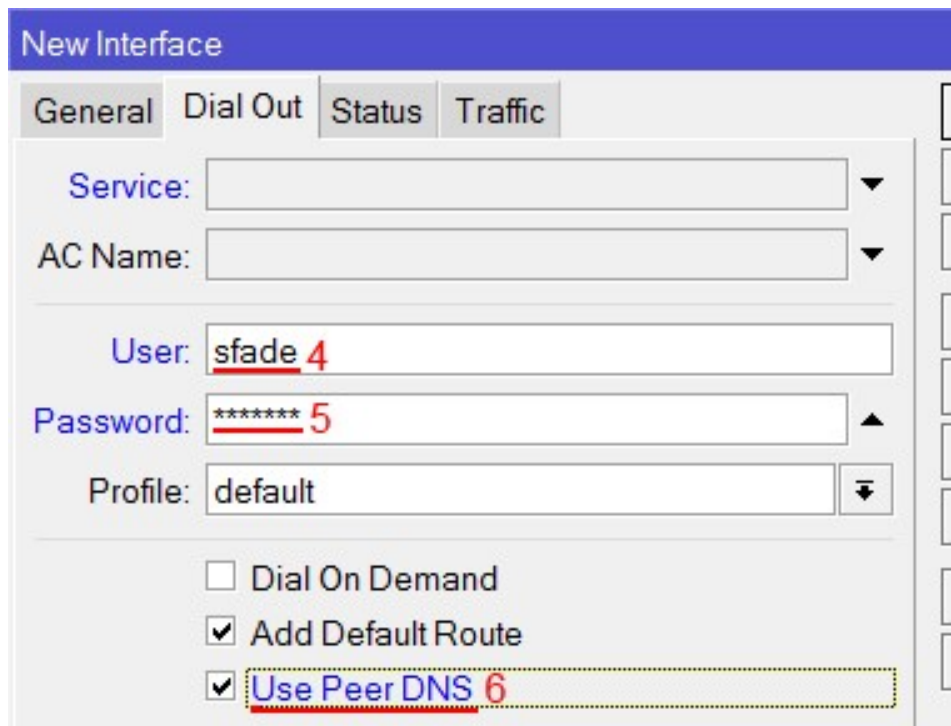 New Interface
General Dial Out Status Traffic
Service:
AC Name:
User: sfade 4
Password: ******* 5
Profile: default
Dial On Demand
Add Default Route
Use Peer DNS 6